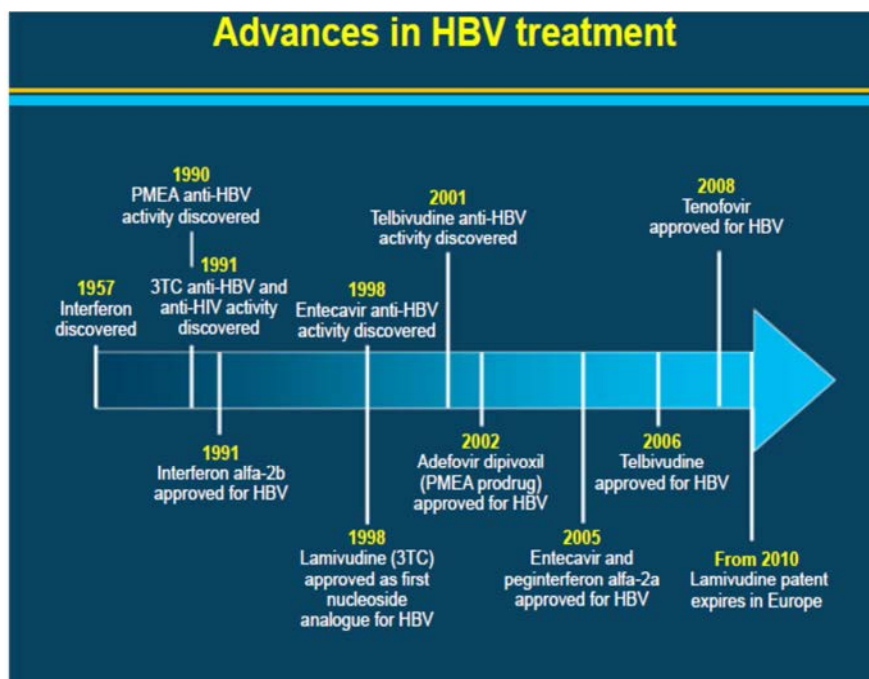 Advances in HBV treatment
1990
PMEA anti-HBV
activity discovered
2001
Telbivudine anti-HBV
activity discovered
2008
Tenofovir
approved for HBV
1957
Interferon
discovered
1991
3TC anti-HBV and
anti-HIV activity
discovered
1998
Entecavir anti-HBV
activity discovered
1991
Interferon alfa-2b
approved for HBV
2002
Adefovir dipivoxil
(PMEA prodrug)
approved for HBV
2006
Telbivudine
approved for HBV
1998
Lamivudine (3TC)
approved as first
nucleoside
analogue for HBV
2005
Entecavir and
peginterferon alfa-2a
approved for HBV
From 2010
Lamivudine patent
expires in Europe